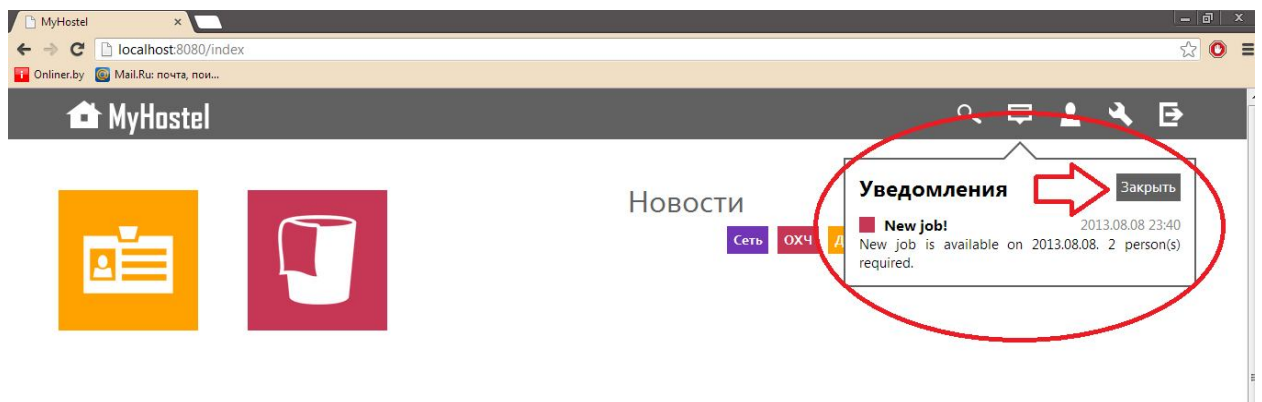 MyHostel
localhost:8080/index
Onliner.by Mail.Ru: почта, пои...
MyHostel
Новости
Сеть ОХЧ Д
Уведомления
Закрыть
New job! 2013.08.08 23:40
New job is available on 2013.08.08. 2 person(s)
required.